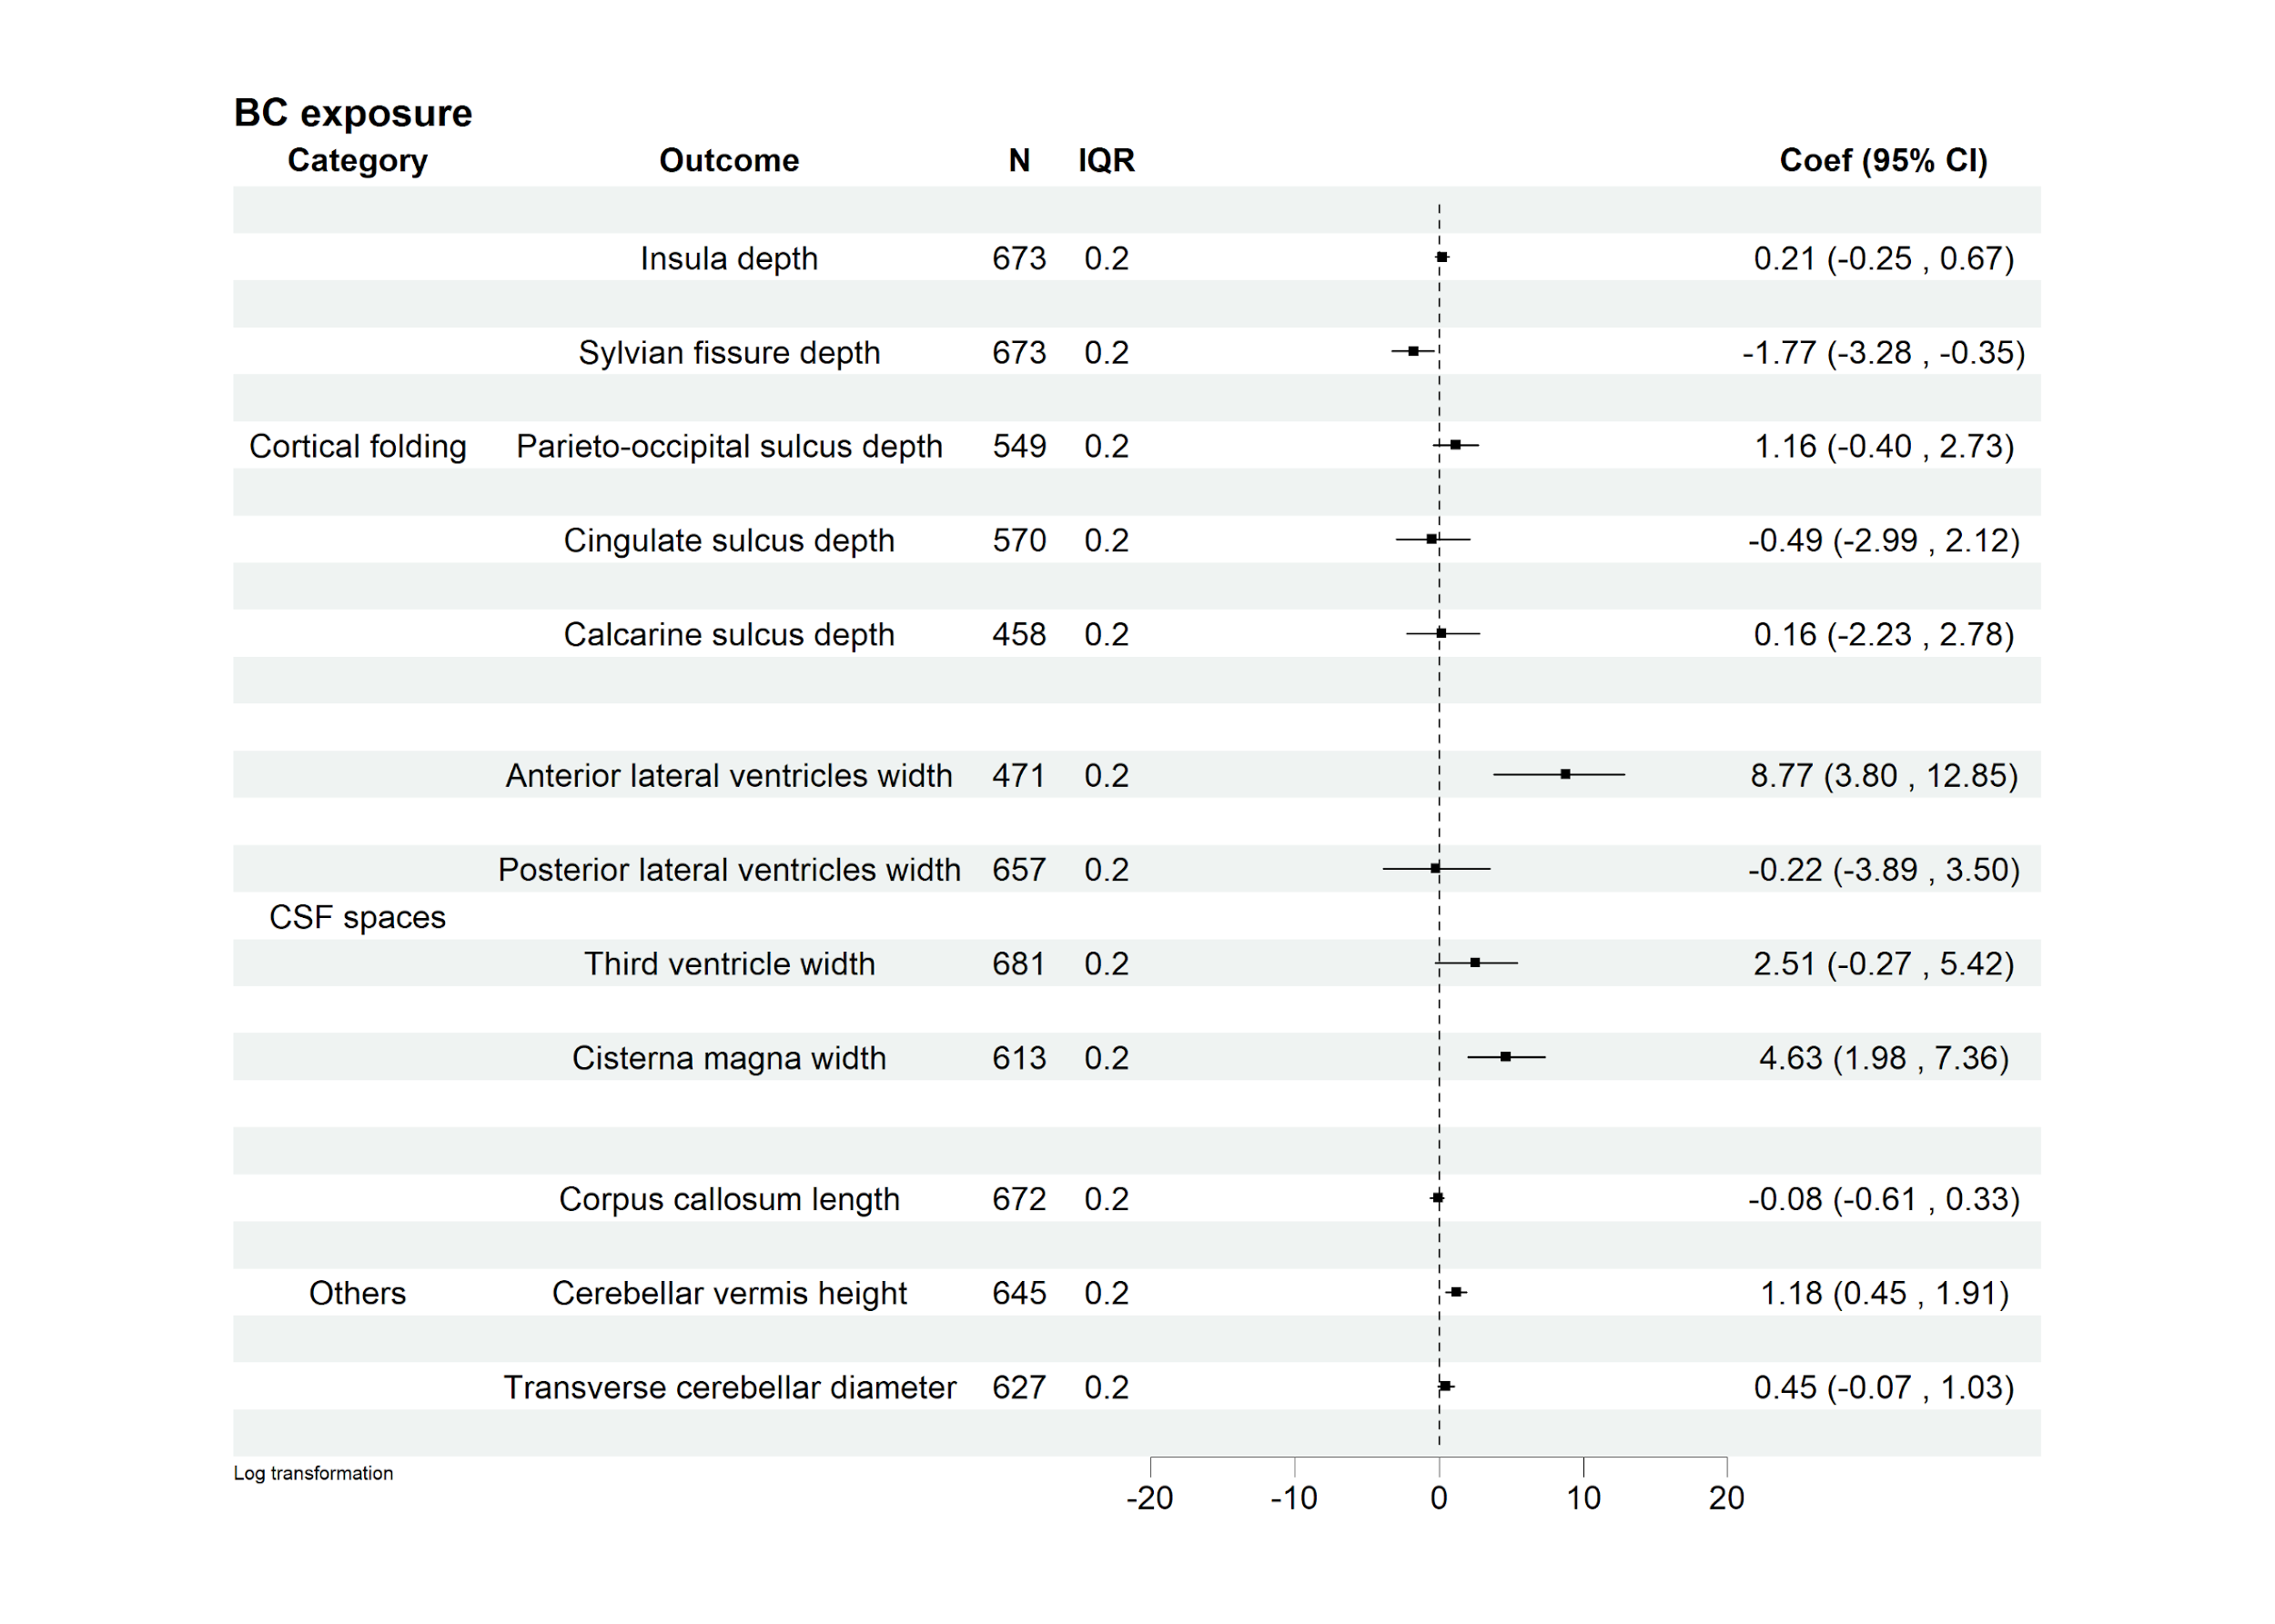 BC exposure
Category Outcome N IQR Coef (95% CI)
Insula depth 673 0.2 0.21 (-0.25 , 0.67)
Sylvian fissure depth 673 0.2 -1.77 (-3.28 , -0.35)
Cortical folding Parieto-occipital sulcus depth 549 0.2 1.16 (-0.40 , 2.73)
Cingulate sulcus depth 570 0.2 -0.49 (-2.99 , 2.12)
Calcarine sulcus depth 458 0.2 0.16 (-2.23 , 2.78)
Anterior lateral ventricles width 471 0.2 8.77 (3.80 , 12.85)
Posterior lateral ventricles width 657 0.2 -0.22 (-3.89 , 3.50)
CSF spaces
Third ventricle width 681 0.2 2.51 (-0.27 , 5.42)
Cisterna magna width 613 0.2 4.63 (1.98 , 7.36)
Corpus callosum length 672 0.2 -0.08 (-0.61 , 0.33)
Others Cerebellar vermis height 645 0.2 1.18 (0.45 , 1.91)
Transverse cerebellar diameter 627 0.2 0.45 (-0.07 , 1.03)
Log transformation
-20 -10 0 10 20